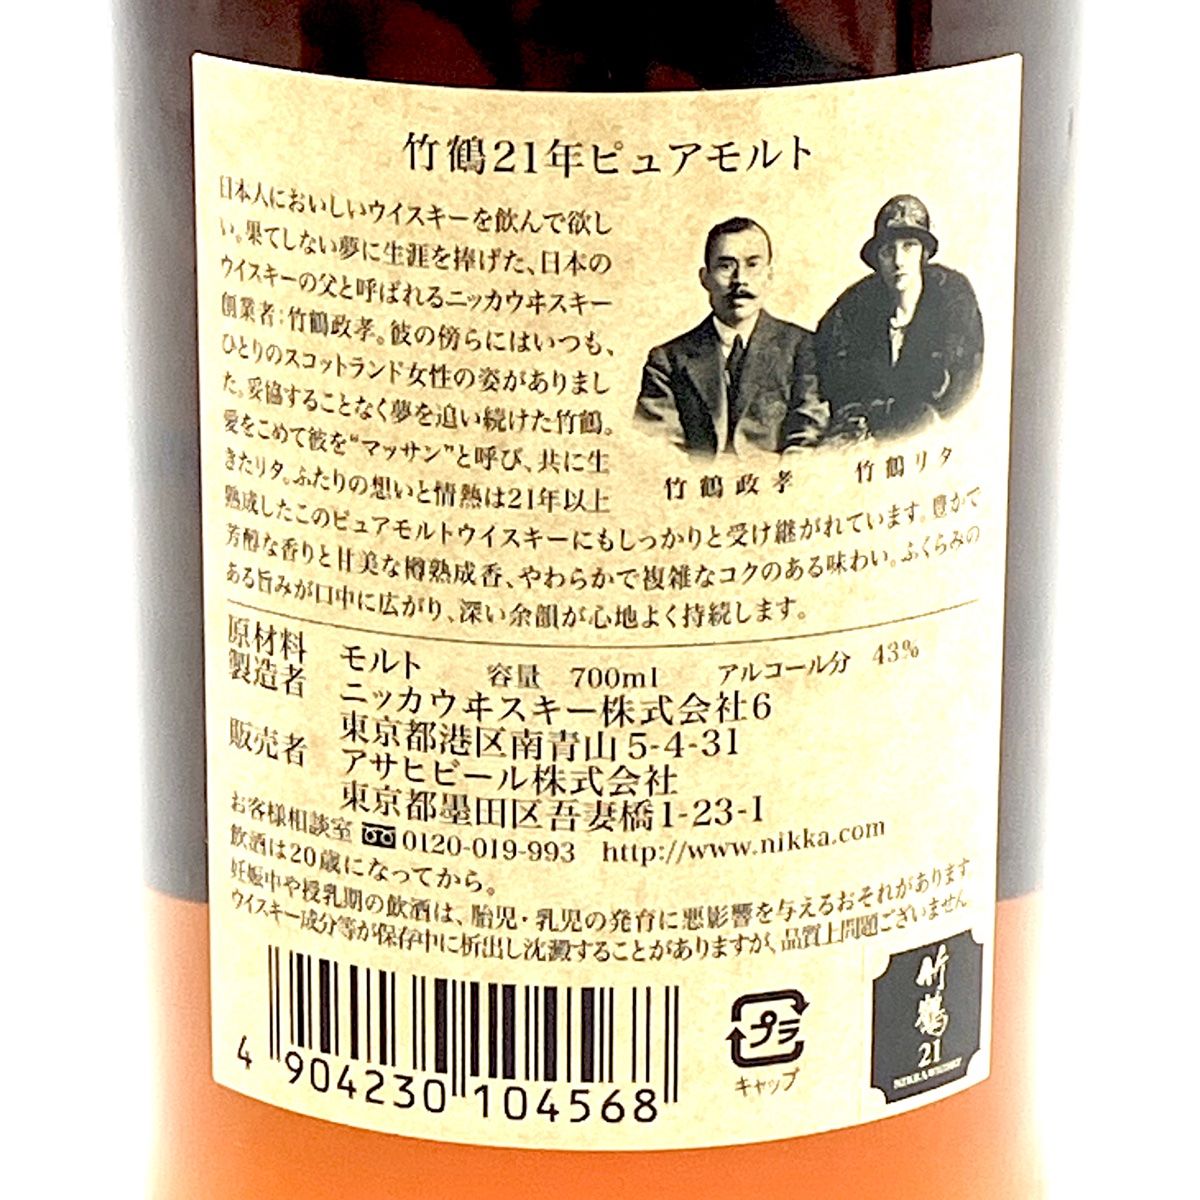 竹鶴21年ピュアモルト
日本人においしいウイスキーを飲んで欲し
い。果てしない夢に生涯を捧げた、日本の
ウイスキーの父と呼ばれるニッカウヰスキー
創業者:竹鶴政孝。彼の傍らにはいつも、
ひとりのスコットランド女性の姿がありまし
た。妥協することなく夢を追い続けた竹鶴。
愛をこめて彼を“マッサン”と呼び、共に生
きたリタ。ふたりの想いと情熱は21年以上
熟成したこのピュアモルトウイスキーにもしっかりと受け継がれています。豊かで
芳醇な香りと甘美な樽熟成香、やわらかで複雑なコクのある味わい。ふくらみの
ある旨みが口中に広がり、深い余韻が心地よく持続します。
竹鶴政孝 竹鶴リタ
原材料 モルト 容量 700ml アルコール分 43%
製造者 ニッカウヰスキー株式会社6
東京都港区南青山5-4-31
販売者 アサヒビール株式会社
東京都墨田区吾妻橋1-23-1
お客様相談室 0120-019-993 http://www.nikka.com
飲酒は20歳になってから。
妊娠中や授乳期の飲酒は、胎児・乳児の発育に悪影響を与えるおそれがあります。
ウイスキー成分等が保存中に析出し沈澱することがありますが、品質上問題ございません。
4 904230 104568
プラ
キャップ
竹鶴
21
NIKKA WHISKY